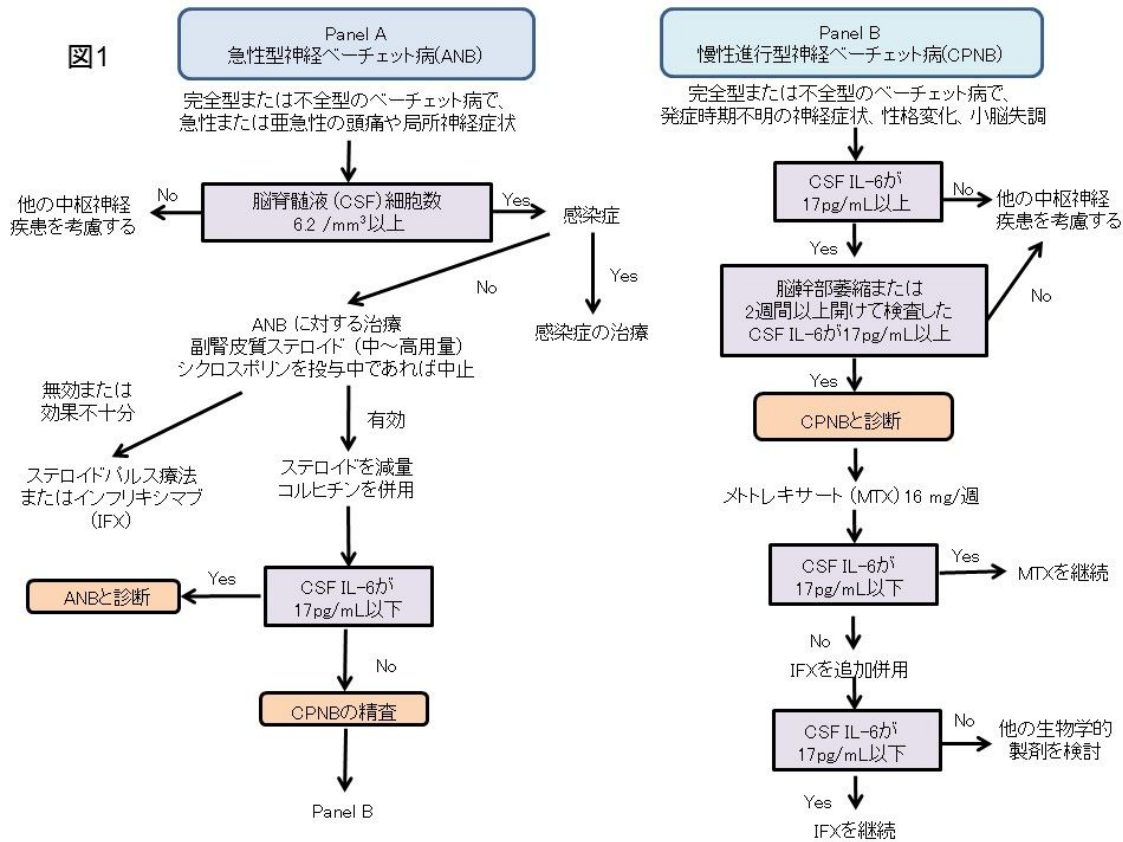 図1
Panel A
急性型神経ベーチェット病(ANB)
完全型または不全型のベーチェット病で、
急性または亜急性の頭痛や局所神経症状
脳脊髄液(CSF)細胞数
6.2 /mm³以上
No
他の中枢神経
疾患を考慮する
Yes
感染症
Yes
感染症の治療
No
ANB に対する治療
副腎皮質ステロイド(中～高用量)
シクロスポリンを投与中であれば中止
無効または
効果不十分
ステロイドパルス療法
またはインフリキシマブ
(IFX)
有効
ステロイドを減量
コルヒチンを併用
CSF IL-6が
17pg/mL以下
Yes
ANBと診断
No
CPNBの精査
Panel B
Panel B
慢性進行型神経ベーチェット病(CPNB)
完全型または不全型のベーチェット病で、
発症時期不明の神経症状、性格変化、小脳失調
CSF IL-6が
17pg/mL以上
No
他の中枢神経
疾患を考慮する
Yes
脳幹部萎縮または
2週間以上開けて検査した
CSF IL-6が17pg/mL以上
No
Yes
CPNBと診断
メトトレキサート(MTX) 16 mg/週
CSF IL-6が
17pg/mL以下
Yes
MTXを継続
No
IFXを追加併用
CSF IL-6が
17pg/mL以下
No
他の生物学的
製剤を検討
Yes
IFXを継続